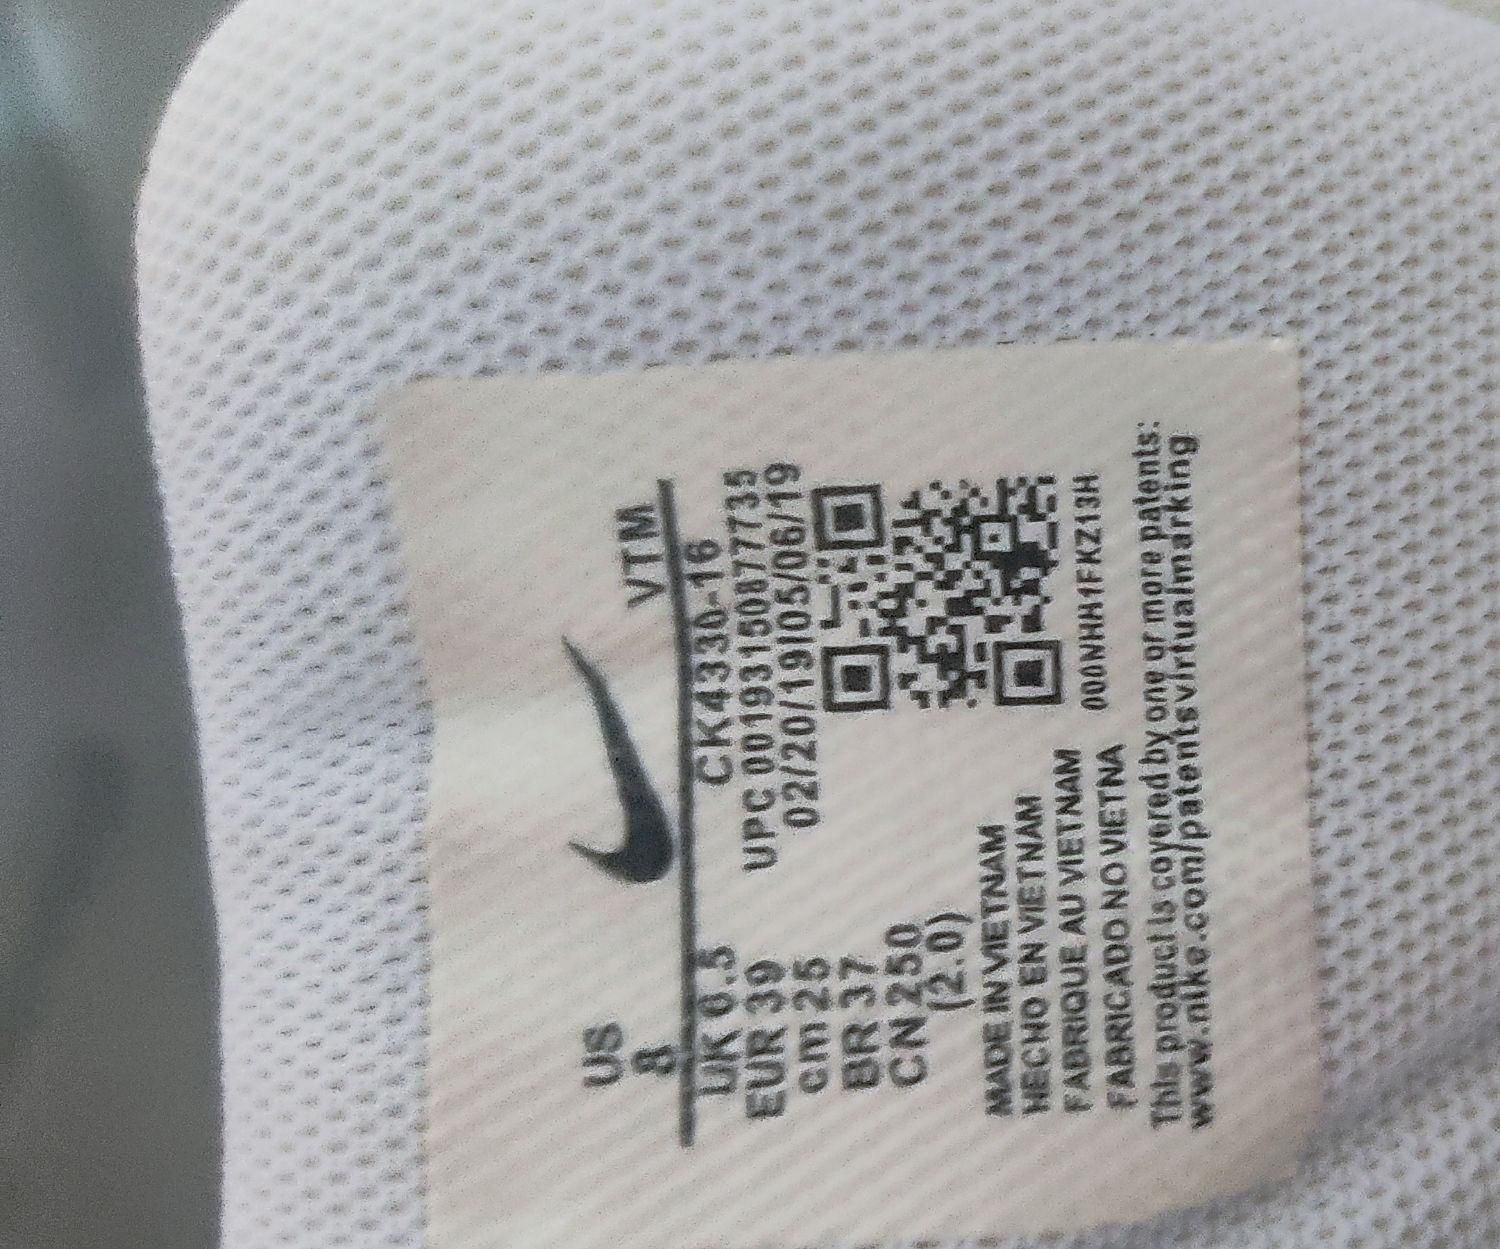 US
8
VTM
UK 6.5
EUR 39
cm 25
BR 37
CN 250
(2.0)
CK4330-16
UPC 00193150877735
02/20/19|05/06/19
MADE IN VIETNAM
HECHO EN VIETNAM
FABRIQUE AU VIETNAM
FABRICADO NO VIETNA
000NHH1FKZ13H
This product is covered by one or more patents:
www.nike.com/patentsvirtualmarking